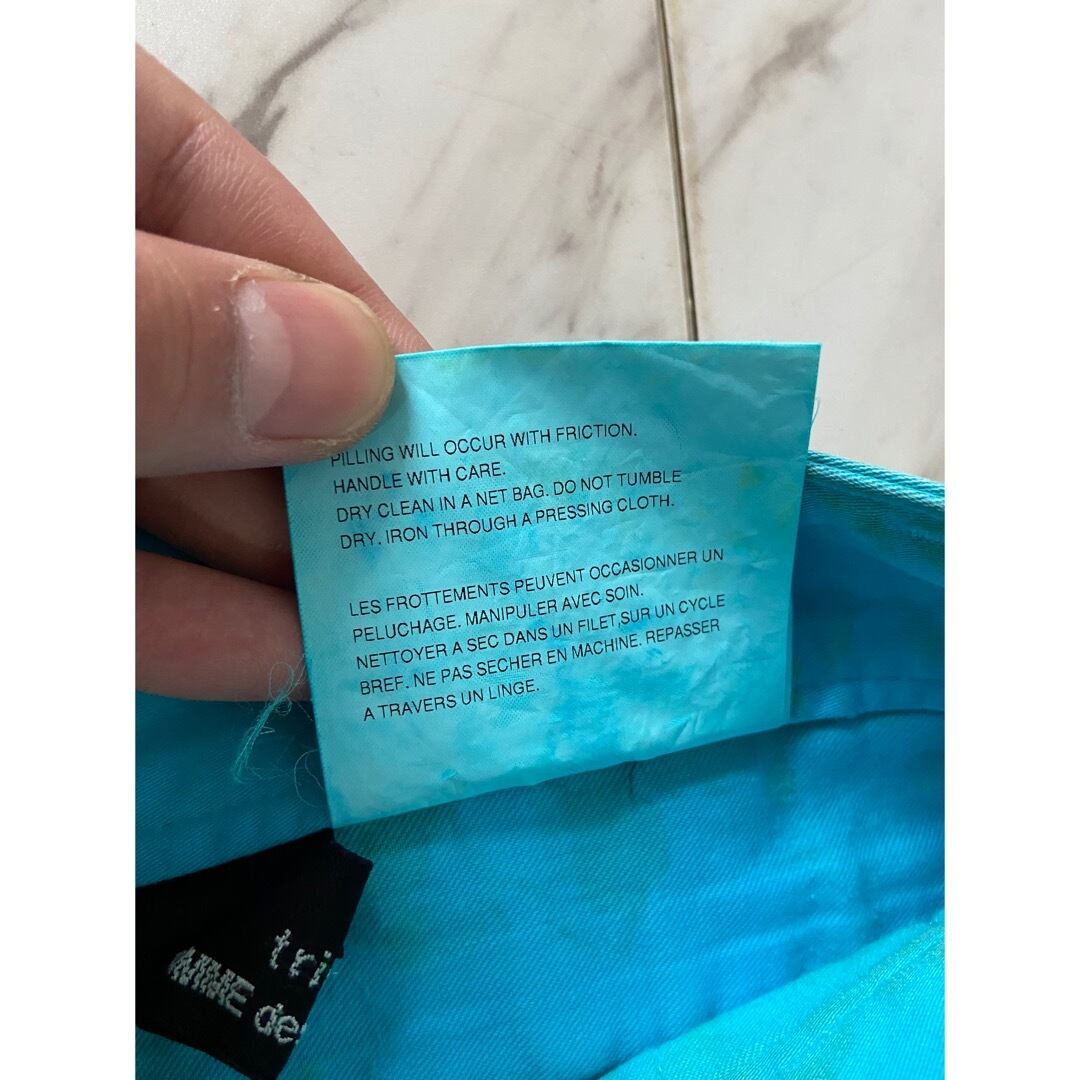 PILLING WILL OCCUR WITH FRICTION.
HANDLE WITH CARE.
DRY CLEAN IN A NET BAG. DO NOT TUMBLE
DRY. IRON THROUGH A PRESSING CLOTH.
LES FROTTEMENTS PEUVENT OCCASIONNER UN
PELUCHAGE. MANIPULER AVEC SOIN.
NETTOYER A SEC DANS UN FILET,SUR UN CYCLE
BREF. NE PAS SECHER EN MACHINE. REPASSER
A TRAVERS UN LINGE.
tri
de